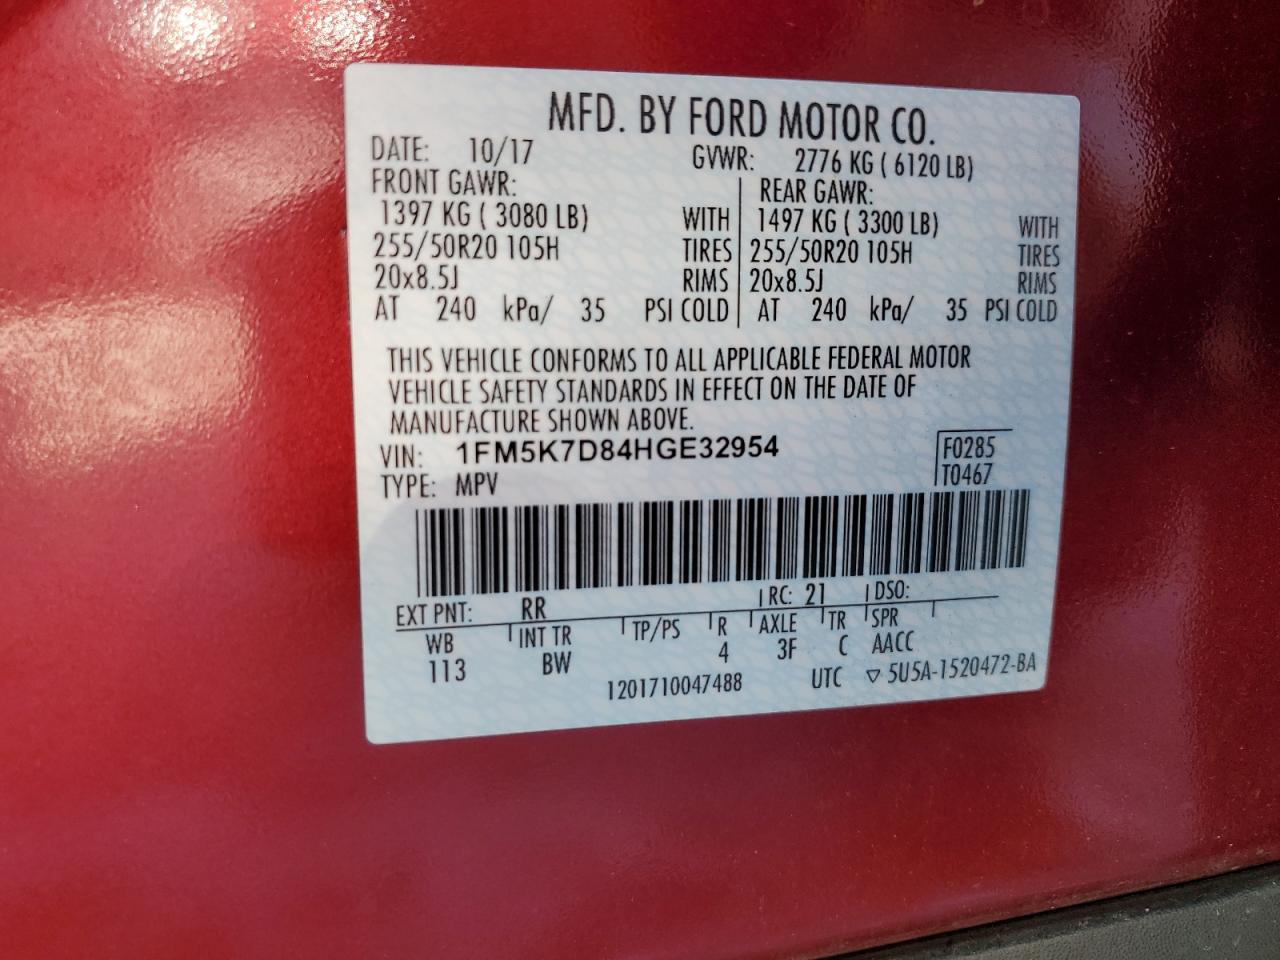 MFD. BY FORD MOTOR CO.
DATE: 10/17 GVWR: 2776 KG ( 6120 LB)
FRONT GAWR: REAR GAWR:
1397 KG ( 3080 LB) WITH 1497 KG ( 3300 LB) WITH
255/50R20 105H TIRES 255/50R20 105H TIRES
20x8.5J RIMS 20x8.5J RIMS
AT 240 kPa/ 35 PSI COLD AT 240 kPa/ 35 PSI COLD
THIS VEHICLE CONFORMS TO ALL APPLICABLE FEDERAL MOTOR
VEHICLE SAFETY STANDARDS IN EFFECT ON THE DATE OF
MANUFACTURE SHOWN ABOVE.
VIN: 1FM5K7D84HGE32954 F0285
TYPE: MPV T0467
EXT PNT: RR RC: 21 DSO:
WB INT TR TP/PS R AXLE TR SPR
113 BW 4 3F C AACC
1201710047488 UTC ▽ 5U5A-1520472-BA